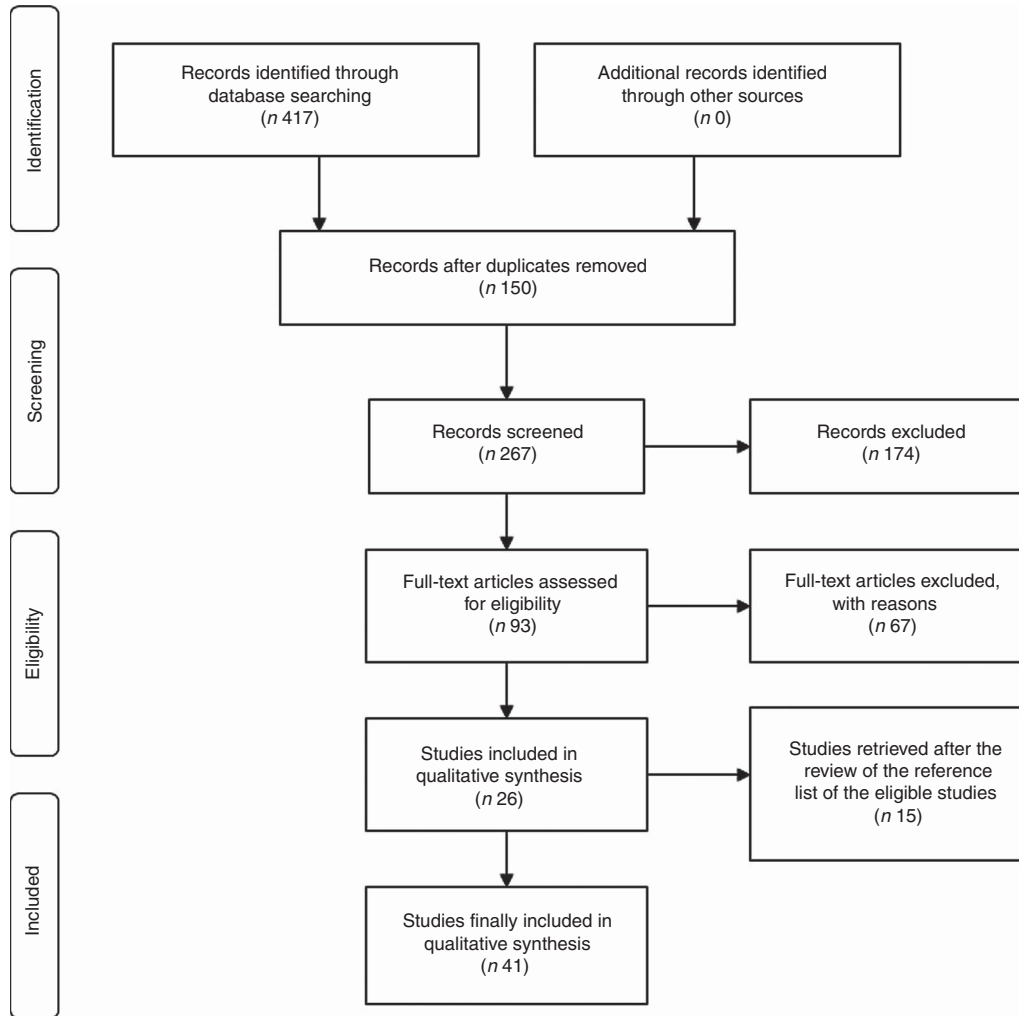 Identification
Records identified through
database searching
(n 417)
Additional records identified
through other sources
(n 0)
Records after duplicates removed
(n 150)
Screening
Records screened
(n 267)
Records excluded
(n 174)
Eligibility
Full-text articles assessed
for eligibility
(n 93)
Full-text articles excluded,
with reasons
(n 67)
Studies included in
qualitative synthesis
(n 26)
Studies retrieved after the
review of the reference
list of the eligible studies
(n 15)
Included
Studies finally included in
qualitative synthesis
(n 41)